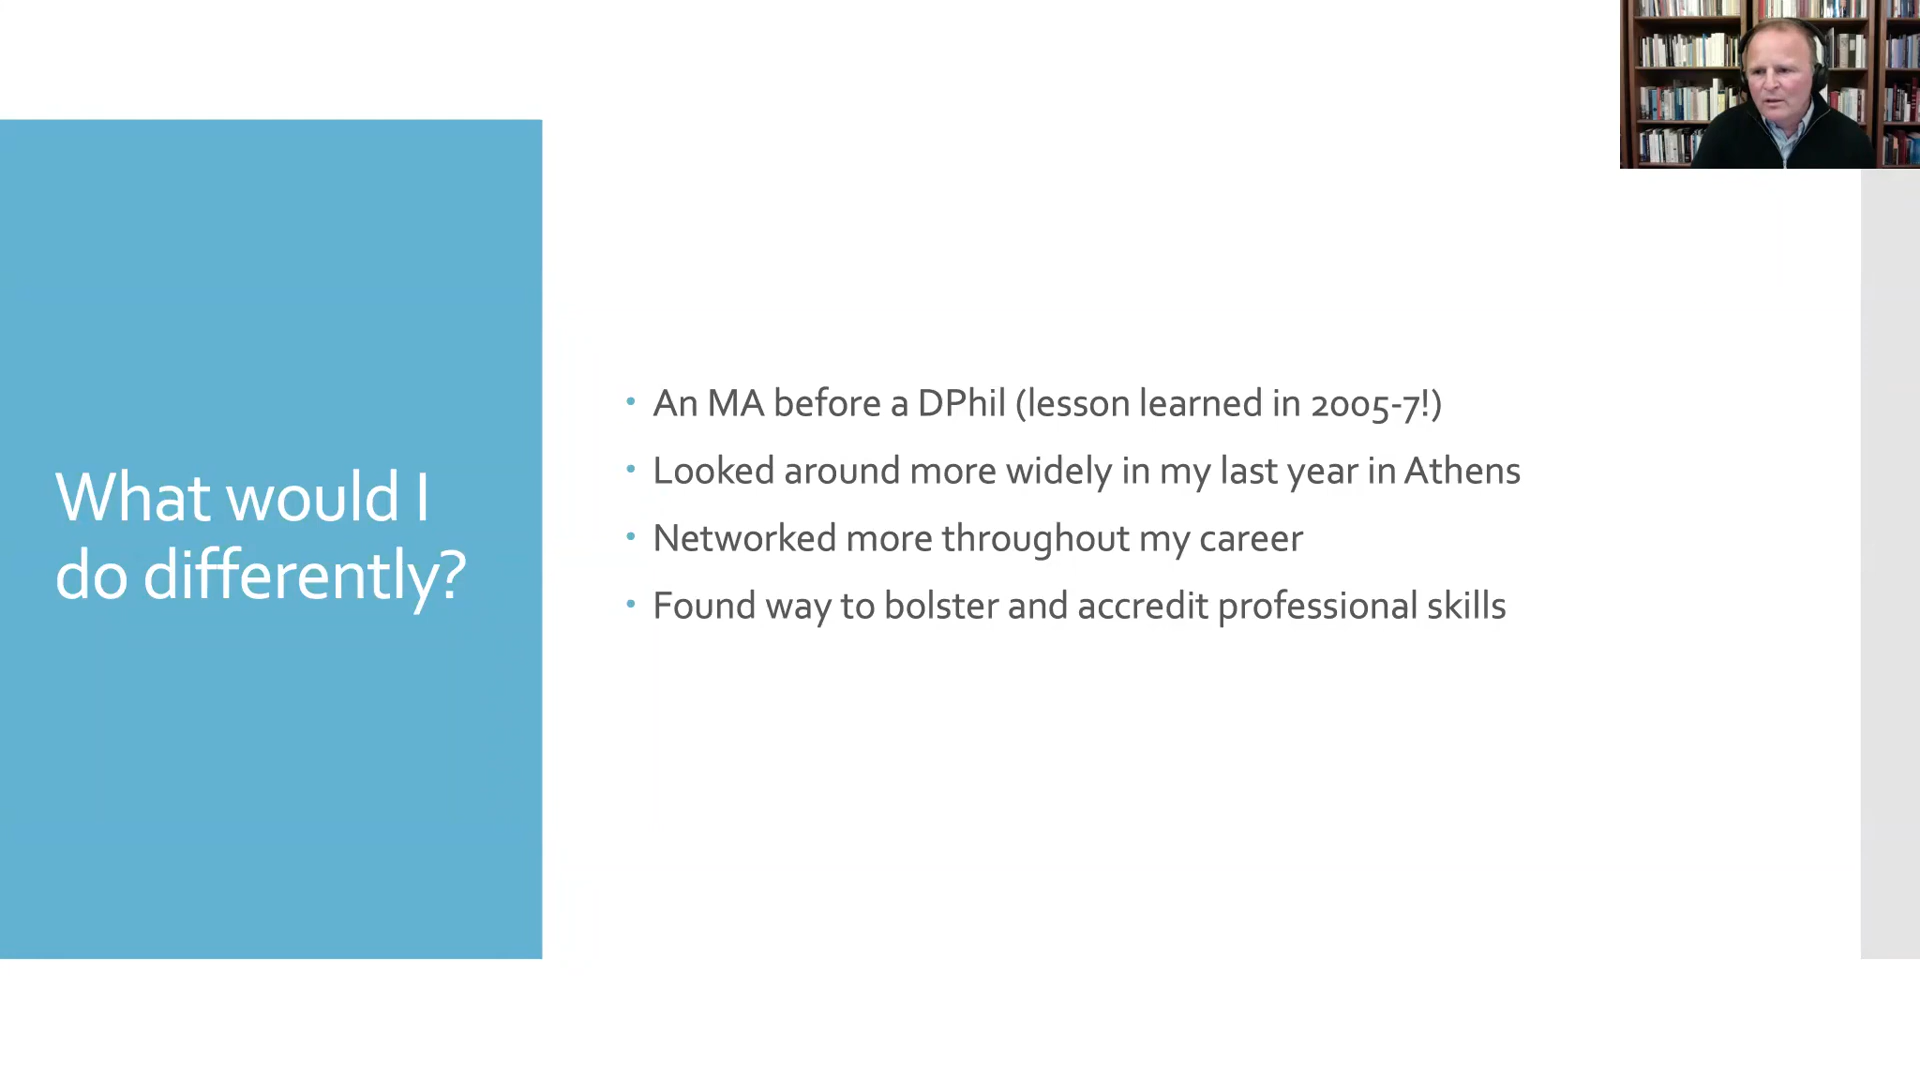 What would I
do differently?
• An MA before a DPhil (lesson learned in 2005-7!)
• Looked around more widely in my last year in Athens
• Networked more throughout my career
• Found way to bolster and accredit professional skills